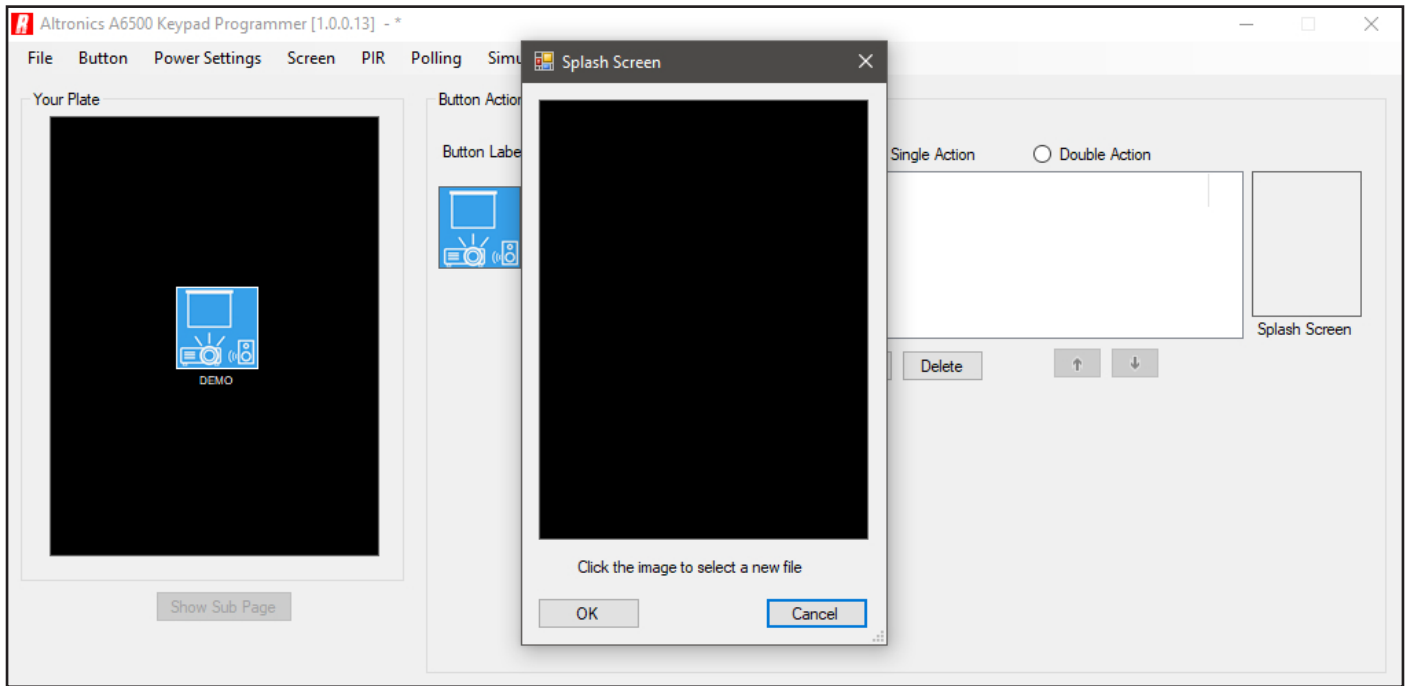 R Altronics A6500 Keypad Programmer [1.0.0.13] - *
File Button Power Settings Screen PIR Polling Simu
Splash Screen
Your Plate
DEMO
Show Sub Page
Button Action
Button Labe
Single Action Double Action
Splash Screen
Delete
Click the image to select a new file
OK Cancel